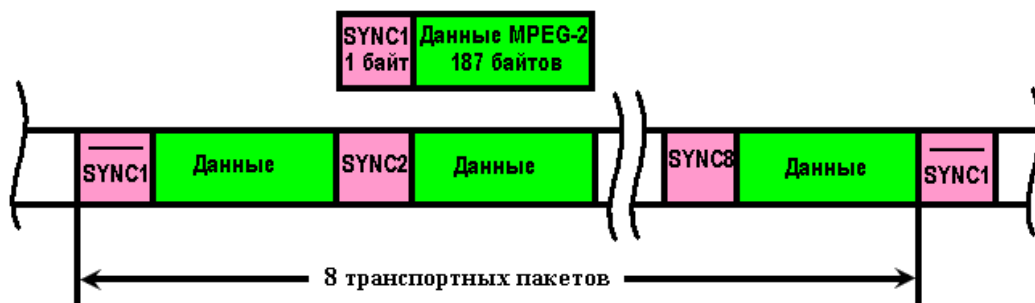 SYNC1 Данные MPEG-2
1 байт 187 байтов
SYNC1 Данные SYNC2 Данные SYNC8 Данные SYNC1
8 транспортных пакетов